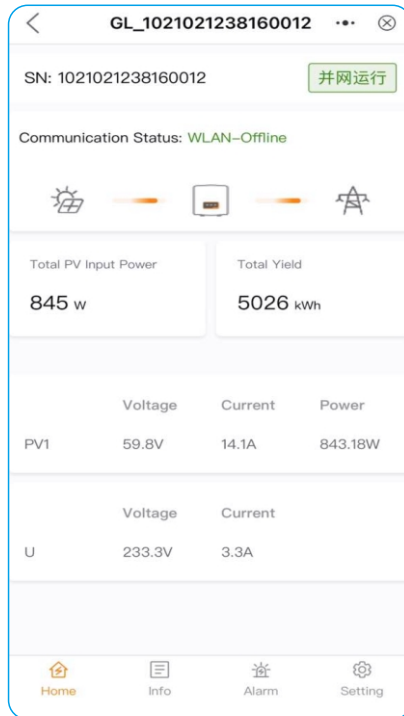 GL_1021021238160012
SN: 1021021238160012 并网运行
Communication Status: WLAN-Offline
Total PV Input Power Total Yield
845 W 5026 kWh
Voltage Current Power
PV1 59.8V 14.1A 843.18W
Voltage Current
U 233.3V 3.3A
Home Info Alarm Setting